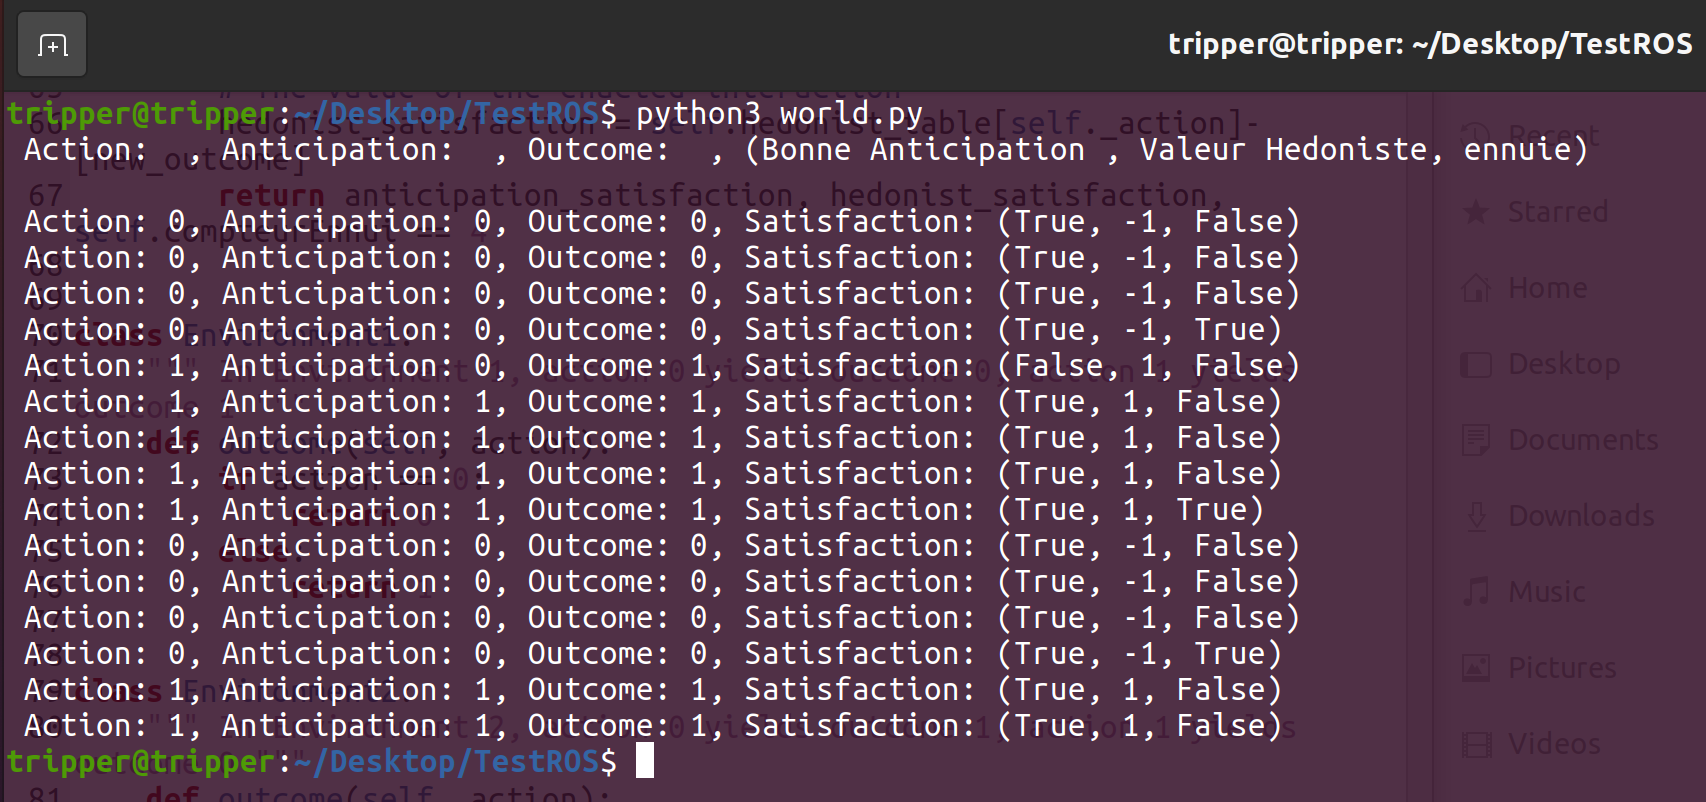 tripper@tripper: ~/Desktop/TestROS
tripper@tripper:~/Desktop/TestROS$ python3 world.py
Action:  , Anticipation:  , Outcome:  , (Bonne Anticipation , Valeur Hedoniste, ennuie)
Action: 0, Anticipation: 0, Outcome: 0, Satisfaction: (True, -1, False)
Action: 0, Anticipation: 0, Outcome: 0, Satisfaction: (True, -1, False)
Action: 0, Anticipation: 0, Outcome: 0, Satisfaction: (True, -1, False)
Action: 0, Anticipation: 0, Outcome: 0, Satisfaction: (True, -1, True)
Action: 1, Anticipation: 0, Outcome: 1, Satisfaction: (False, 1, False)
Action: 1, Anticipation: 1, Outcome: 1, Satisfaction: (True, 1, False)
Action: 1, Anticipation: 1, Outcome: 1, Satisfaction: (True, 1, False)
Action: 1, Anticipation: 1, Outcome: 1, Satisfaction: (True, 1, False)
Action: 1, Anticipation: 1, Outcome: 1, Satisfaction: (True, 1, True)
Action: 0, Anticipation: 0, Outcome: 0, Satisfaction: (True, -1, False)
Action: 0, Anticipation: 0, Outcome: 0, Satisfaction: (True, -1, False)
Action: 0, Anticipation: 0, Outcome: 0, Satisfaction: (True, -1, False)
Action: 0, Anticipation: 0, Outcome: 0, Satisfaction: (True, -1, True)
Action: 1, Anticipation: 1, Outcome: 1, Satisfaction: (True, 1, False)
Action: 1, Anticipation: 1, Outcome: 1, Satisfaction: (True, 1, False)
tripper@tripper:~/Desktop/TestROS$
67 return anticipation_satisfaction, hedonist_satisfaction,
81 def outcome(self, action):
Recent
Starred
Home
Desktop
Documents
Downloads
Music
Pictures
Videos